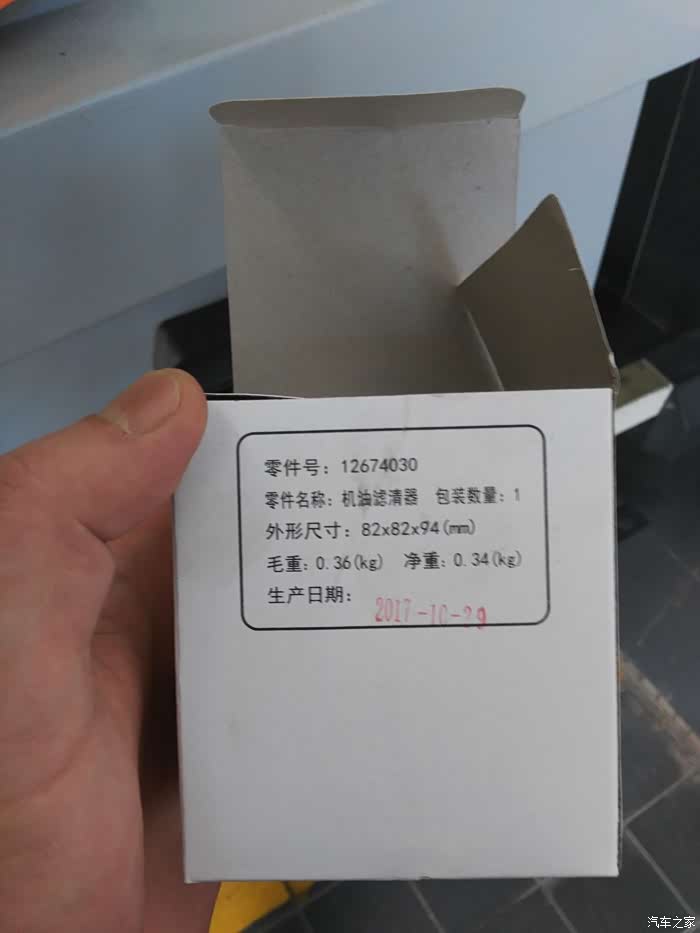 零件号：12674030
零件名称：机油滤清器 包装数量：1
外形尺寸：82x82x94(mm)
毛重：0.36(kg) 净重：0.34(kg)
生产日期：
2017-10-29
汽车之家